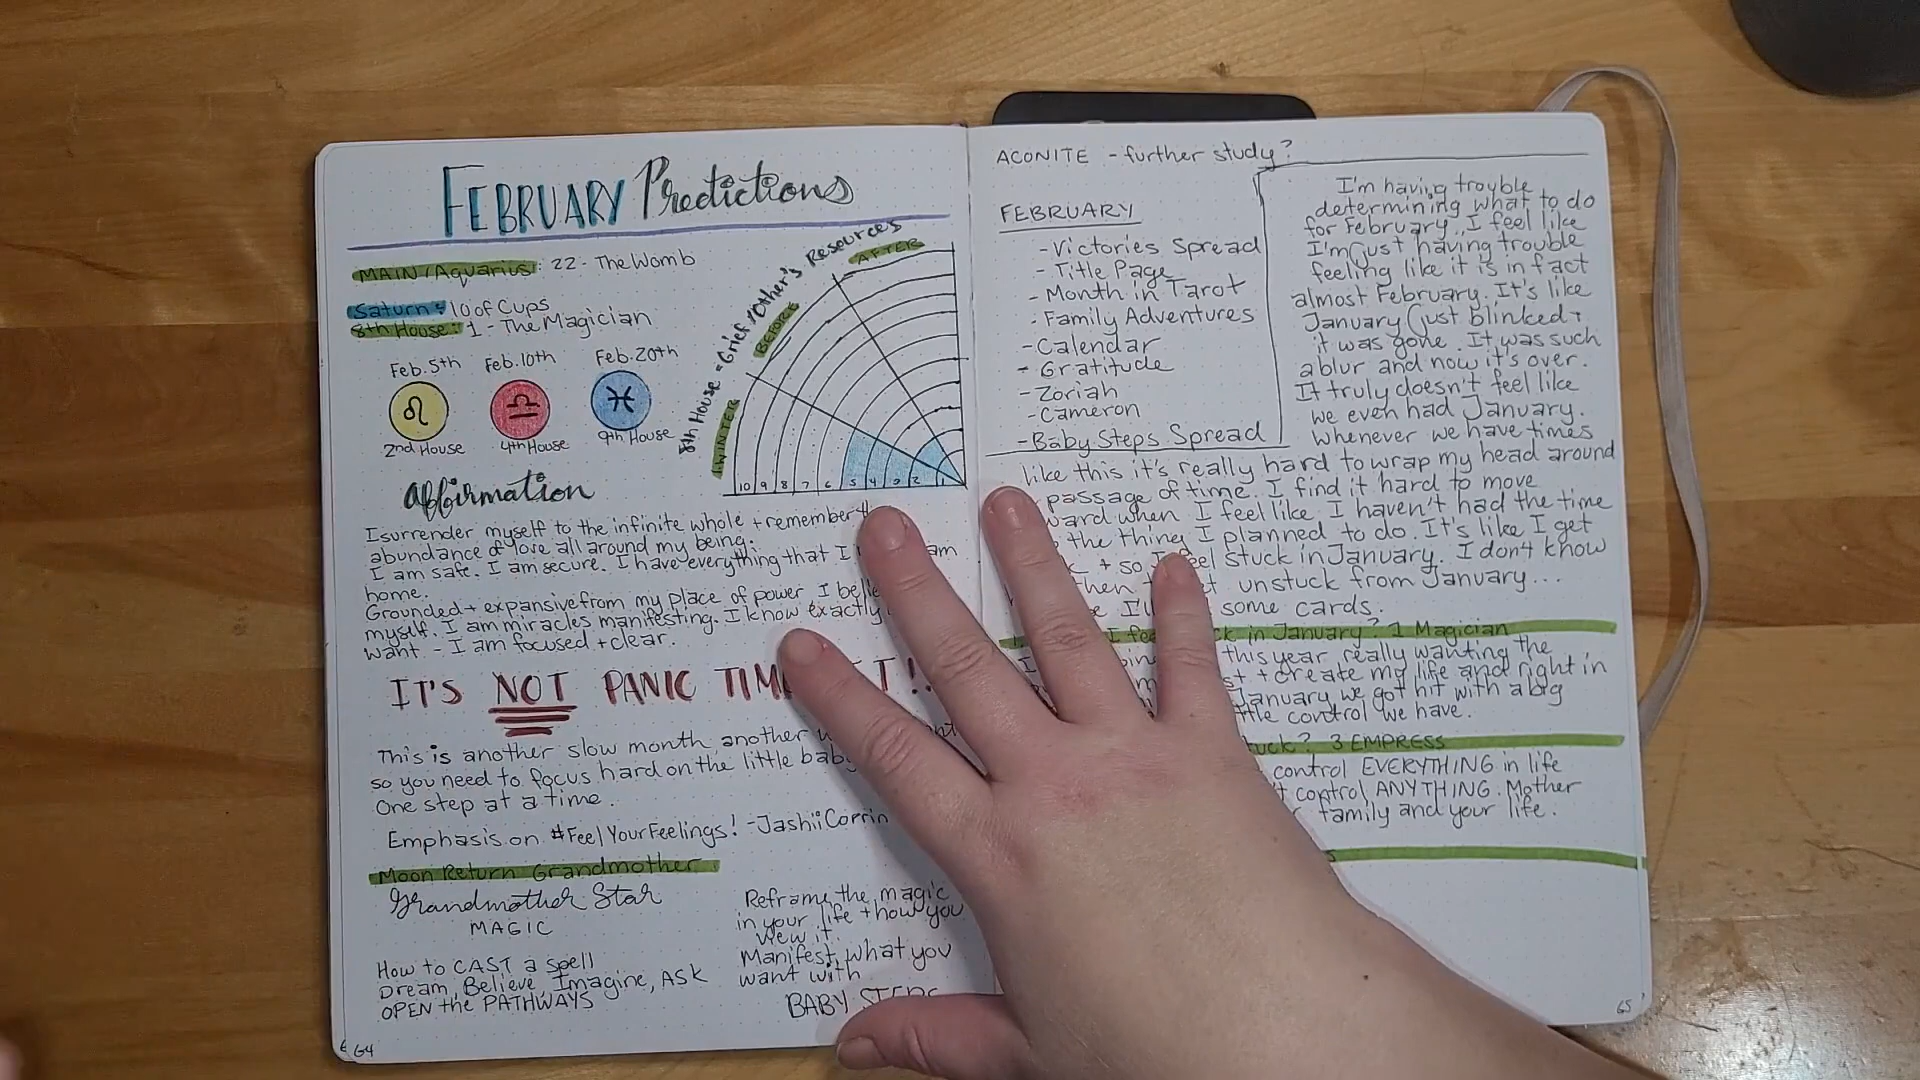 FEBRUARY Predictions
MAIN/Aquarius: 22 - The Womb
Saturn: 10 of Cups
8th House: 1 - The Magician
Feb. 5th Feb. 10th Feb. 20th
2nd House 4th House 9th House
8th House = Grief/Other's Resources
WINTER
BEFORE
AFTER
10 9 8 7 6 5 4 3 2 1
Affirmation
I surrender myself to the infinite whole + remember
abundance of love all around my being.
I am safe. I am secure. I have everything that I am
home.
Grounded + expansive from my place of power I
myself. I am miracles manifesting. I know exactly
want - I am focused + clear.
IT'S NOT PANIC
This is another slow month another
so you need to focus hard on the little
One step at a time.
Emphasis on #FeelYourFeelings! - Jashii Corrin
Moon Return Grandmother
Grandmother Star
MAGIC
How to CAST a spell
Dream, Believe, Imagine, ASK
OPEN the PATHWAYS
Reframe the magic
in your life + how you
view it.
Manifest what you
want with
BABY STEPS
64
ACONITE - further study?
FEBRUARY
- Victories Spread
- Title Page
- Month in Tarot
- Family Adventures
- Calendar
- Gratitude
- Zoriah
- Cameron
- Baby Steps Spread
I'm having trouble
determining what to do
for February. I feel like
I'm just having trouble
feeling like it is in fact
almost February. It's like
January just blinked +
it was gone. It was such
a blur and now it's over.
It truly doesn't feel like
we even had January.
Whenever we have times
like this it's really hard to wrap my head around
passage of time. I find it hard to move
when I feel like I haven't had the time
the thing I planned to do. It's like I get
+ so I feel stuck in January. I don't know
unstuck from January...
some cards.
in January? 1 Magician
this year really wanting the
+ create my life and right in
January we got hit with a big
control we have.
3 EMPRESS
control EVERYTHING in life
control ANYTHING. Mother
family and your life.
65